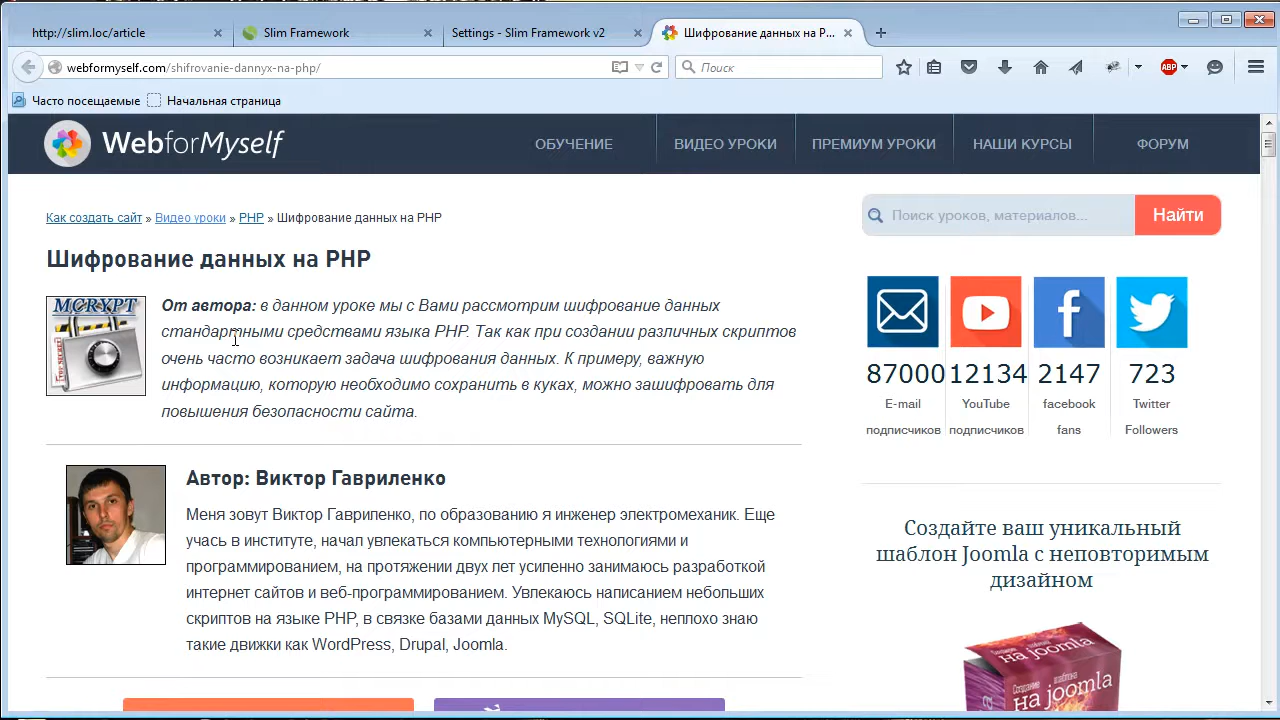 http://slim.loc/article
Slim Framework
Settings - Slim Framework v2
Шифрование данных на P...
webformyself.com/shifrovanie-dannyx-na-php/
Поиск
ABP
Часто посещаемые
Начальная страница
WebforMyself
ОБУЧЕНИЕ
ВИДЕО УРОКИ
ПРЕМИУМ УРОКИ
НАШИ КУРСЫ
ФОРУМ
Как создать сайт » Видео уроки » PHP » Шифрование данных на PHP
Поиск уроков, материалов...
Найти
Шифрование данных на PHP
MCRYPT
TOP SECRET
От автора: в данном уроке мы с Вами рассмотрим шифрование данных
стандартными средствами языка PHP. Так как при создании различных скриптов
очень часто возникает задача шифрования данных. К примеру, важную
информацию, которую необходимо сохранить в куках, можно зашифровать для
повышения безопасности сайта.
87000
E-mail
подписчиков
12134
YouTube
подписчиков
2147
facebook
fans
723
Twitter
Followers
Автор: Виктор Гавриленко
Меня зовут Виктор Гавриленко, по образованию я инженер электромеханик. Еще
учась в институте, начал увлекаться компьютерными технологиями и
программированием, на протяжении двух лет усиленно занимаюсь разработкой
интернет сайтов и веб-программированием. Увлекаюсь написанием небольших
скриптов на языке PHP, в связке базами данных MySQL, SQLite, неплохо знаю
такие движки как WordPress, Drupal, Joomla.
Создайте ваш уникальный
шаблон Joomla с неповторимым
дизайном
на joomla
Создание
шаблона
на joomla